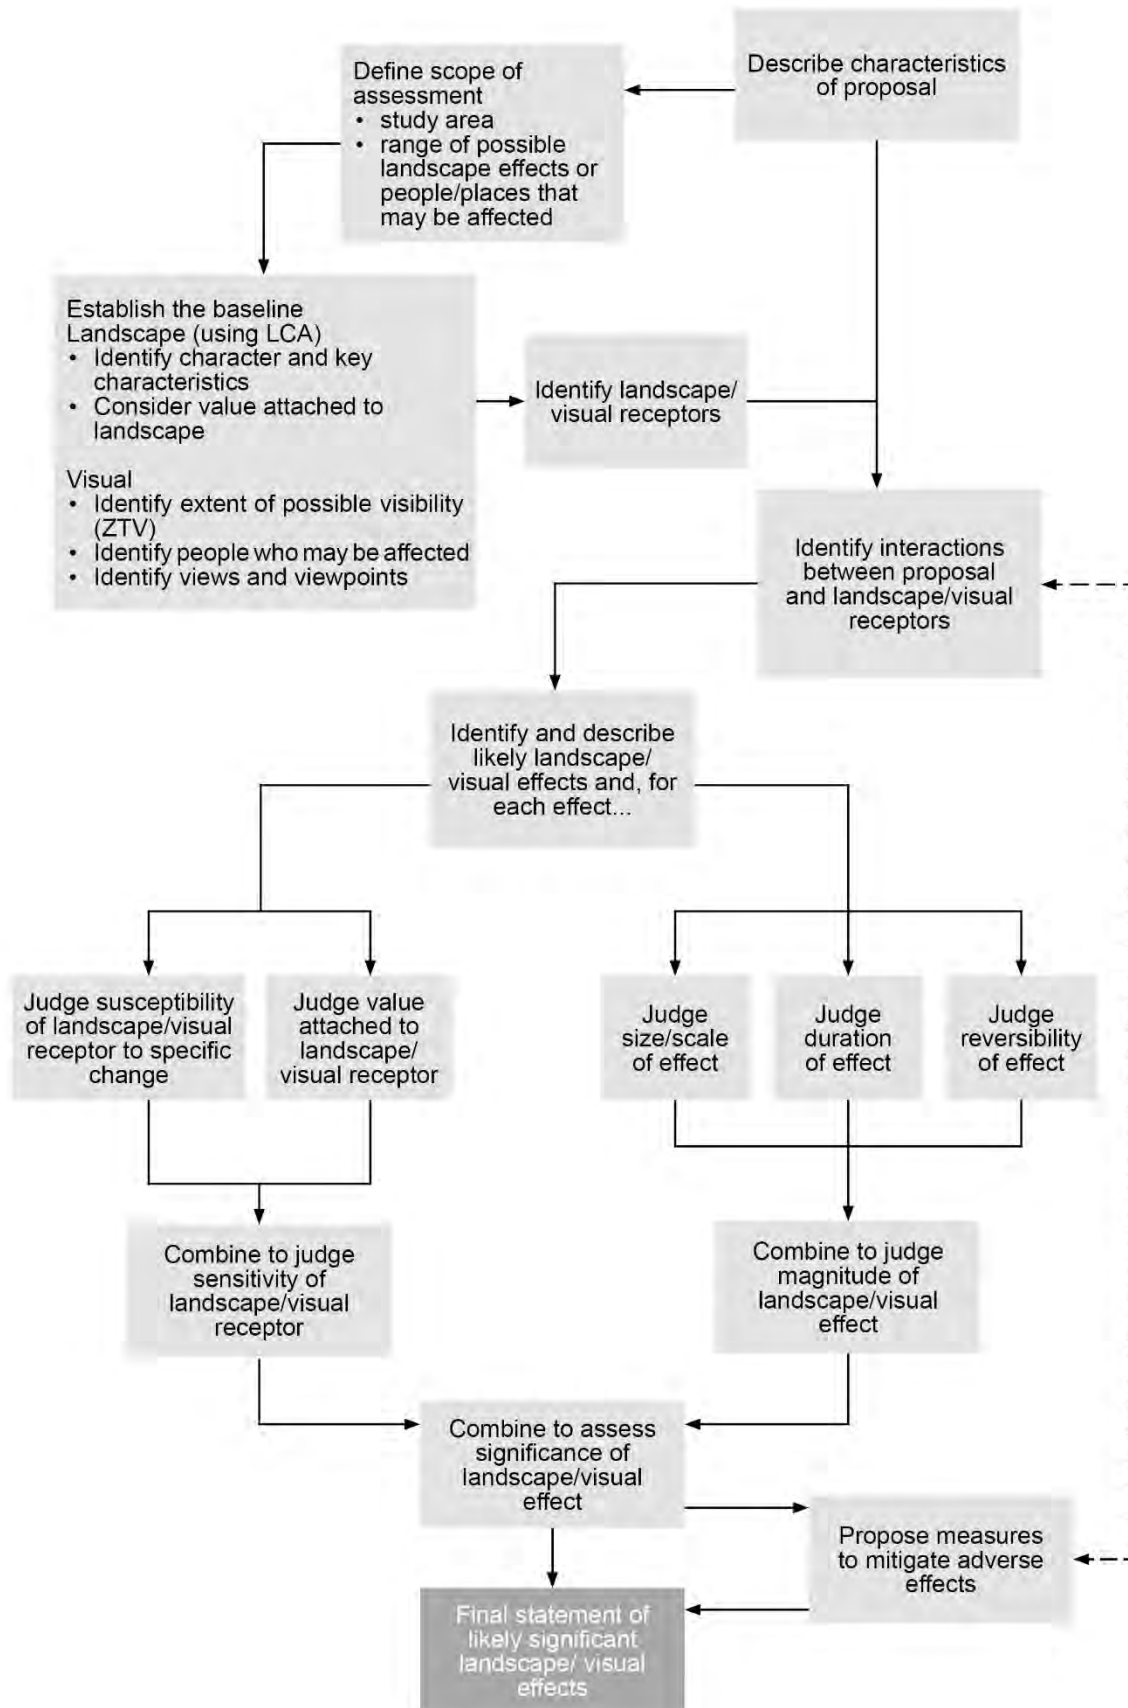 Describe characteristics
of proposal
Define scope of
assessment
• study area
• range of possible
landscape effects or
people/places that
may be affected
Establish the baseline
Landscape (using LCA)
• Identify character and key
characteristics
• Consider value attached to
landscape
Visual
• Identify extent of possible visibility
(ZTV)
• Identify people who may be affected
• Identify views and viewpoints
Identify landscape/
visual receptors
Identify interactions
between proposal
and landscape/visual
receptors
Identify and describe
likely landscape/
visual effects and, for
each effect...
Judge susceptibility
of landscape/visual
receptor to specific
change
Judge value
attached to
landscape/
visual receptor
Judge
size/scale
of effect
Judge
duration
of effect
Judge
reversibility
of effect
Combine to judge
sensitivity of
landscape/visual
receptor
Combine to judge
magnitude of
landscape/visual
effect
Combine to assess
significance of
landscape/visual
effect
Propose measures
to mitigate adverse
effects
Final statement of
likely significant
landscape/ visual
effects